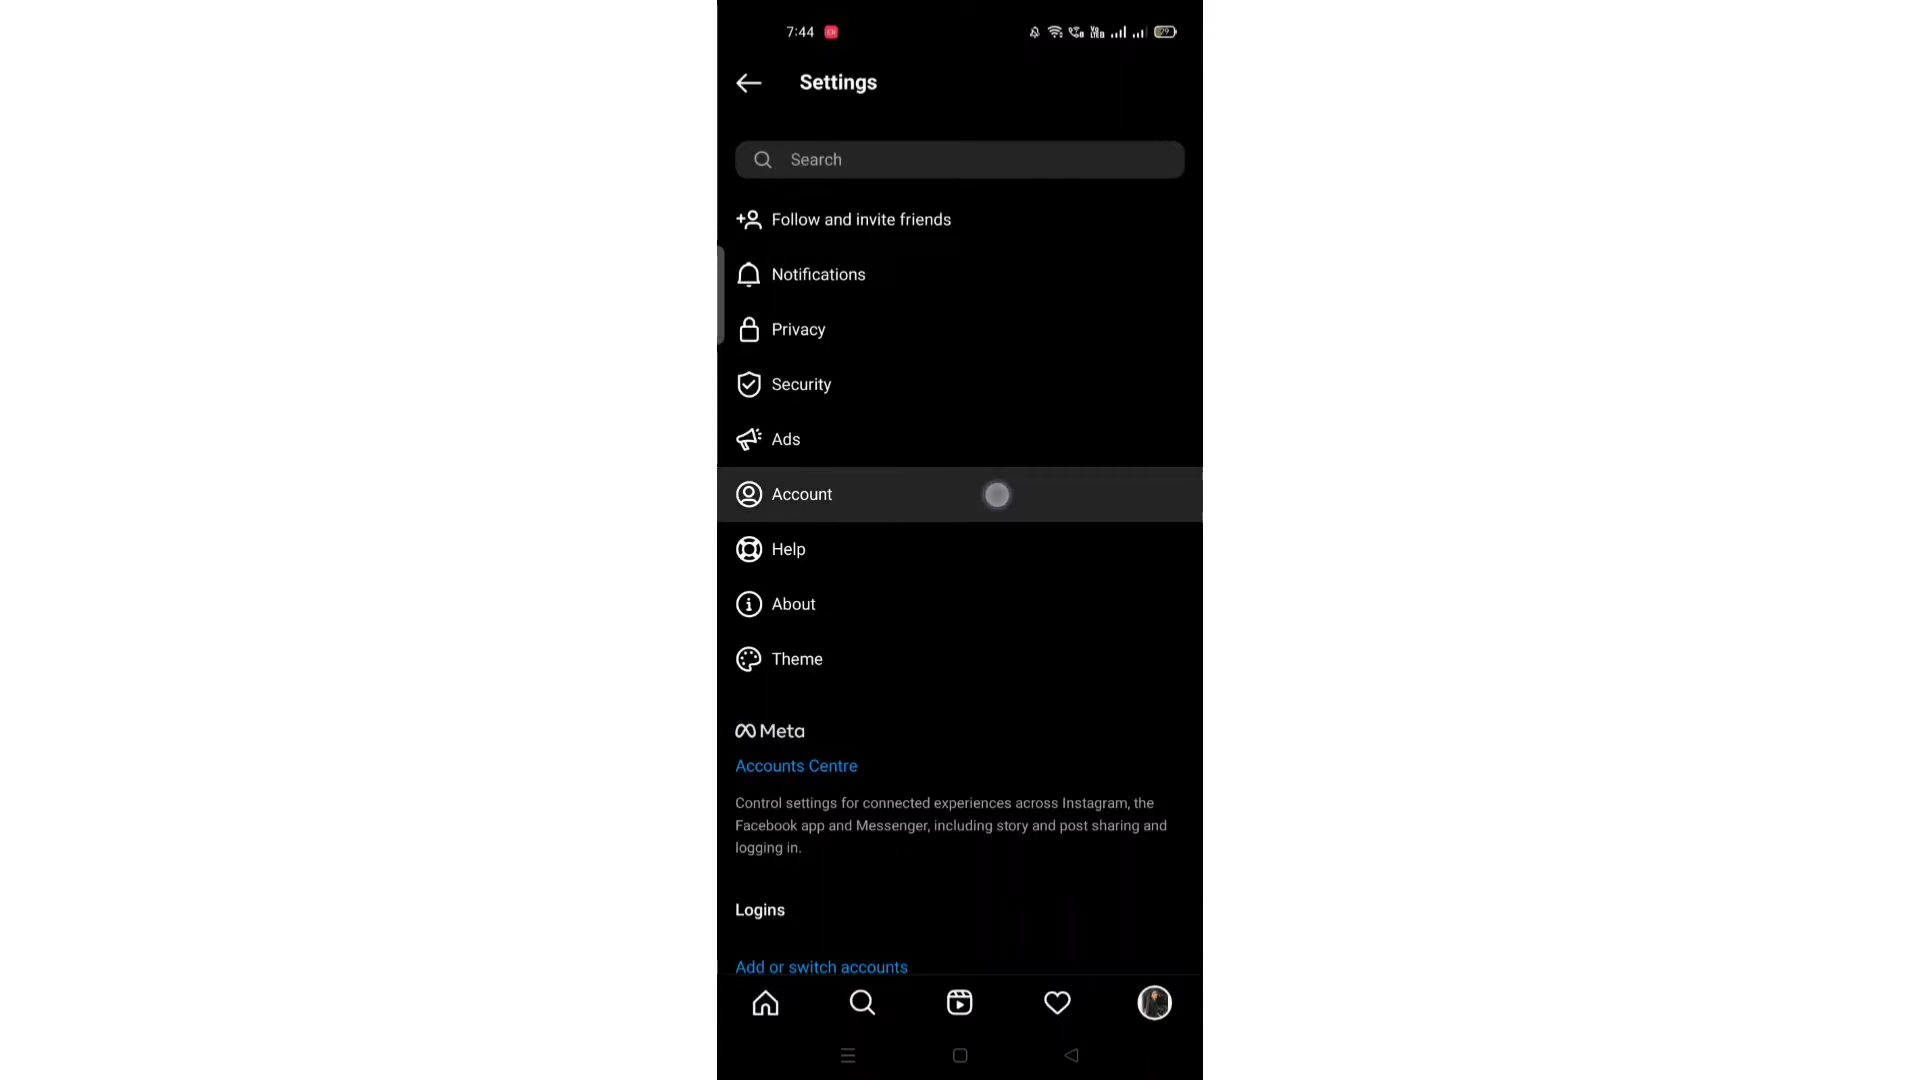 7:44
29
Settings
Search
Follow and invite friends
Notifications
Privacy
Security
Ads
Account
Help
About
Theme
Meta
Accounts Centre
Control settings for connected experiences across Instagram, the
Facebook app and Messenger, including story and post sharing and
logging in.
Logins
Add or switch accounts